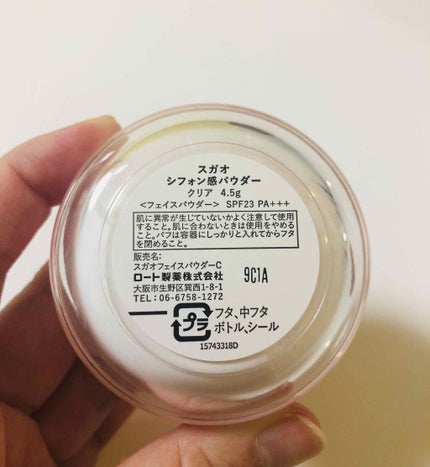 スガオ
シフォン感パウダー
クリア 4.5g
<フェイスパウダー> SPF23 PA+++
肌に異常が生じていないかよく注意して使用
すること。肌に合わないときは使用をやめる
こと。パフは容器にしっかりと入れてからフタ
を閉めること。
販売名:
スガオフェイスパウダーC
ロート製薬株式会社
大阪市生野区巽西1-8-1
TEL:06-6758-1272
9C1A
プラ
フタ、中フタ
ボトル,シール
15743318D